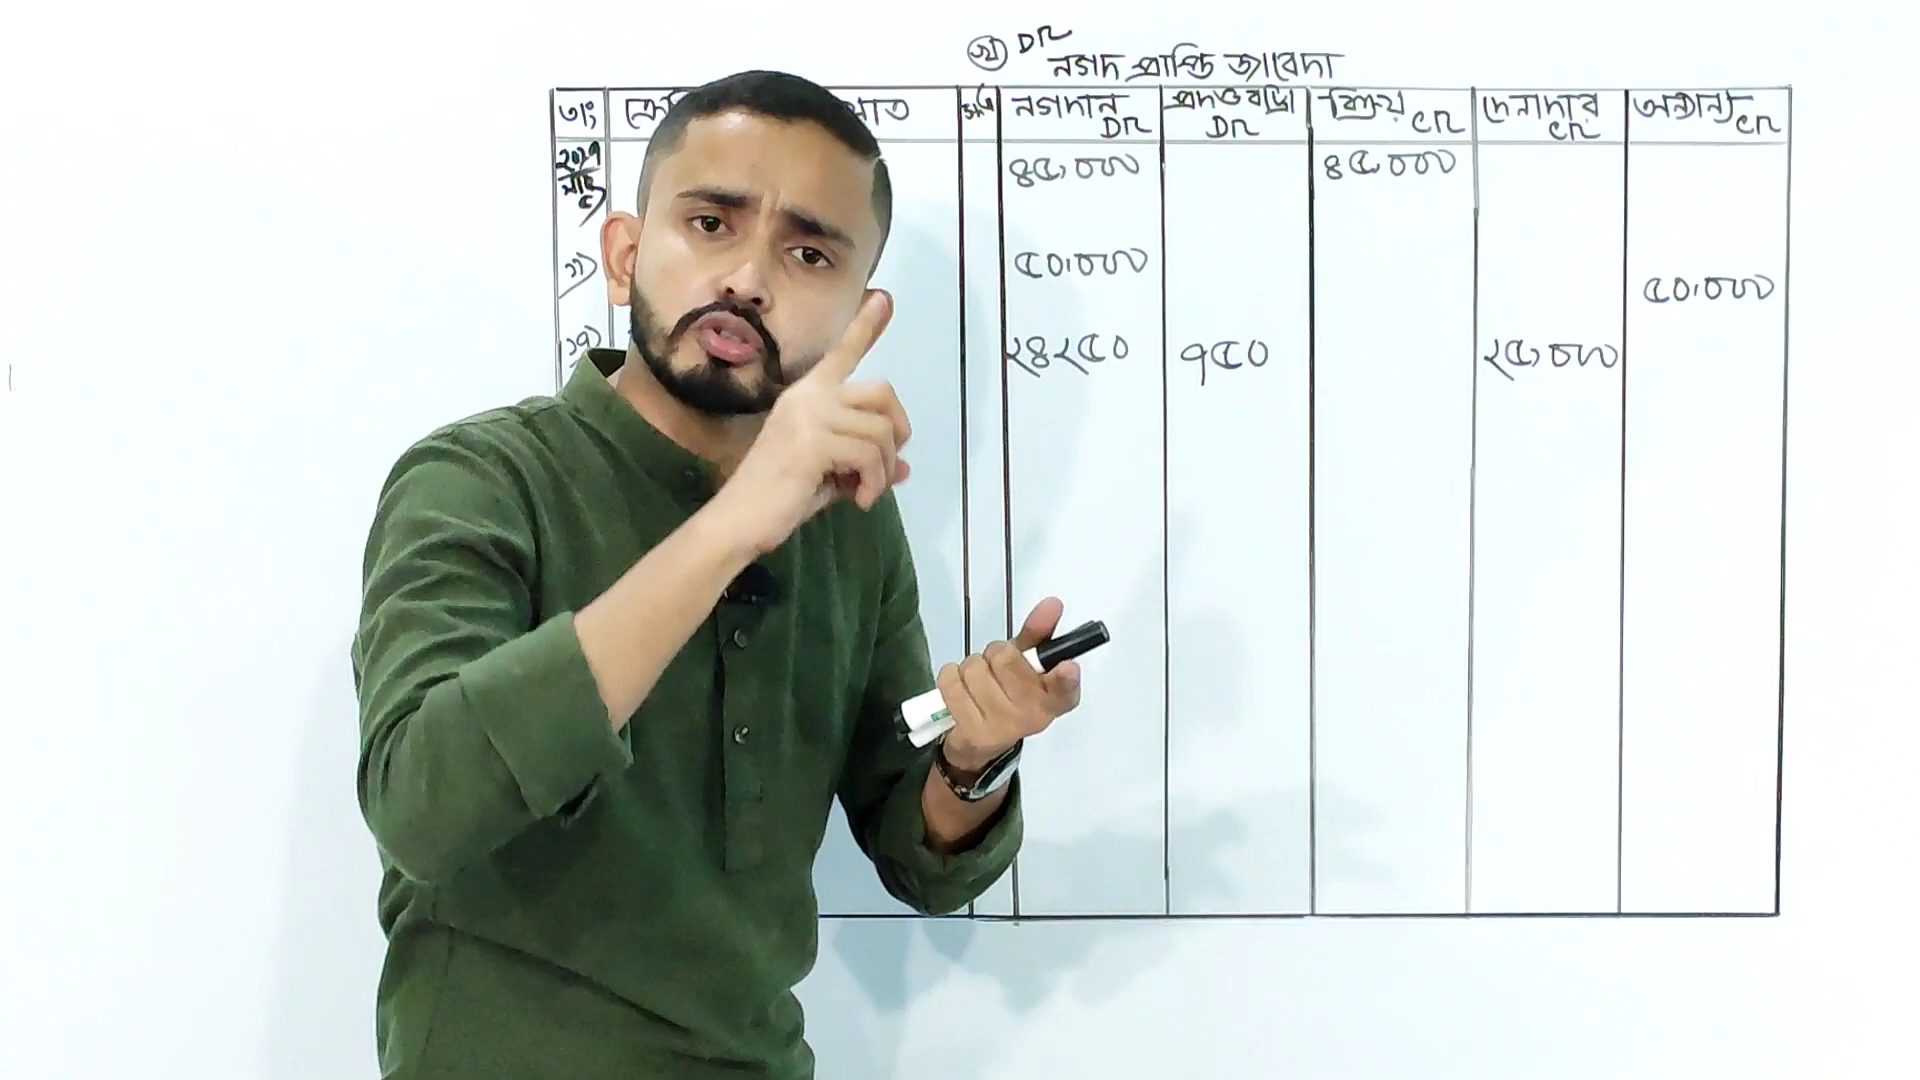 খ DR নগদ প্রাপ্তি জাবেদা
তাং নগদান DR প্রদত্ত বাট্টা DR বিক্রয় CR দেনাদার CR অন্যান্য CR
২০১৭ ৪৫,০০০ ৪৫,০০০
৫০,০০০ ৫০,০০০
২৪২৫০ ৭৫০ ২৫,০০০